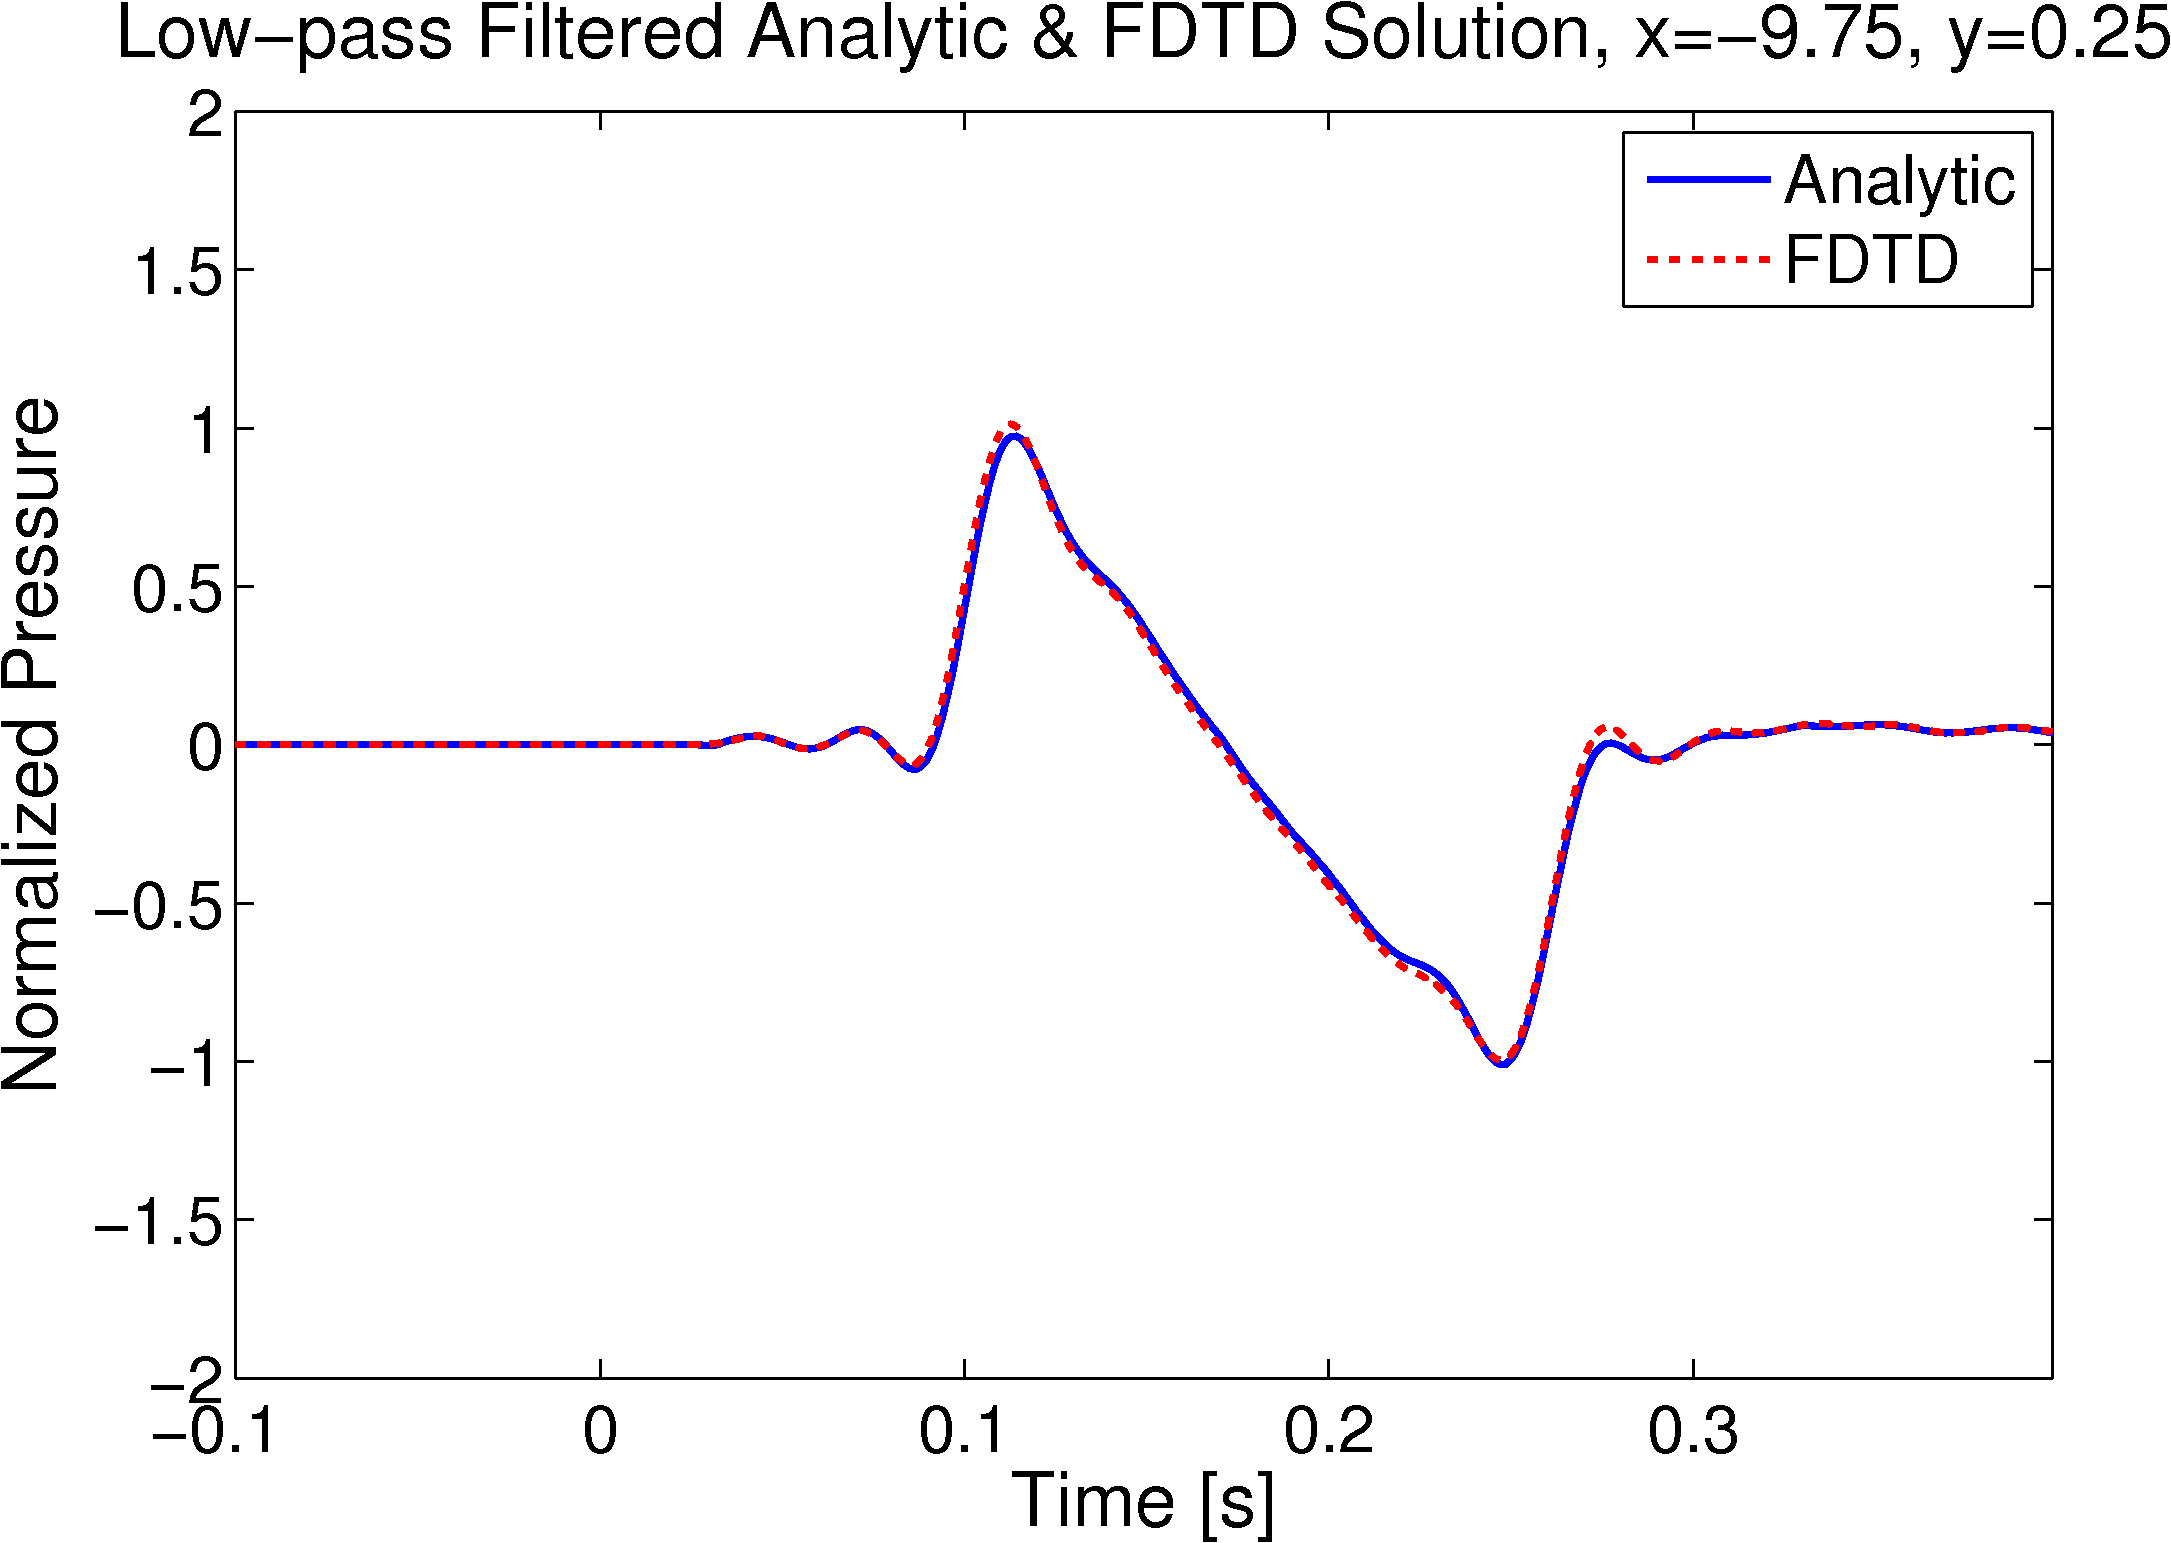 Low−pass Filtered Analytic & FDTD Solution, x=−9.75, y=0.25
2
1.5
1
0.5
0
−0.5
−1
−1.5
−2
Normalized Pressure
Analytic
FDTD
−0.1 0 0.1 0.2 0.3
Time [s]